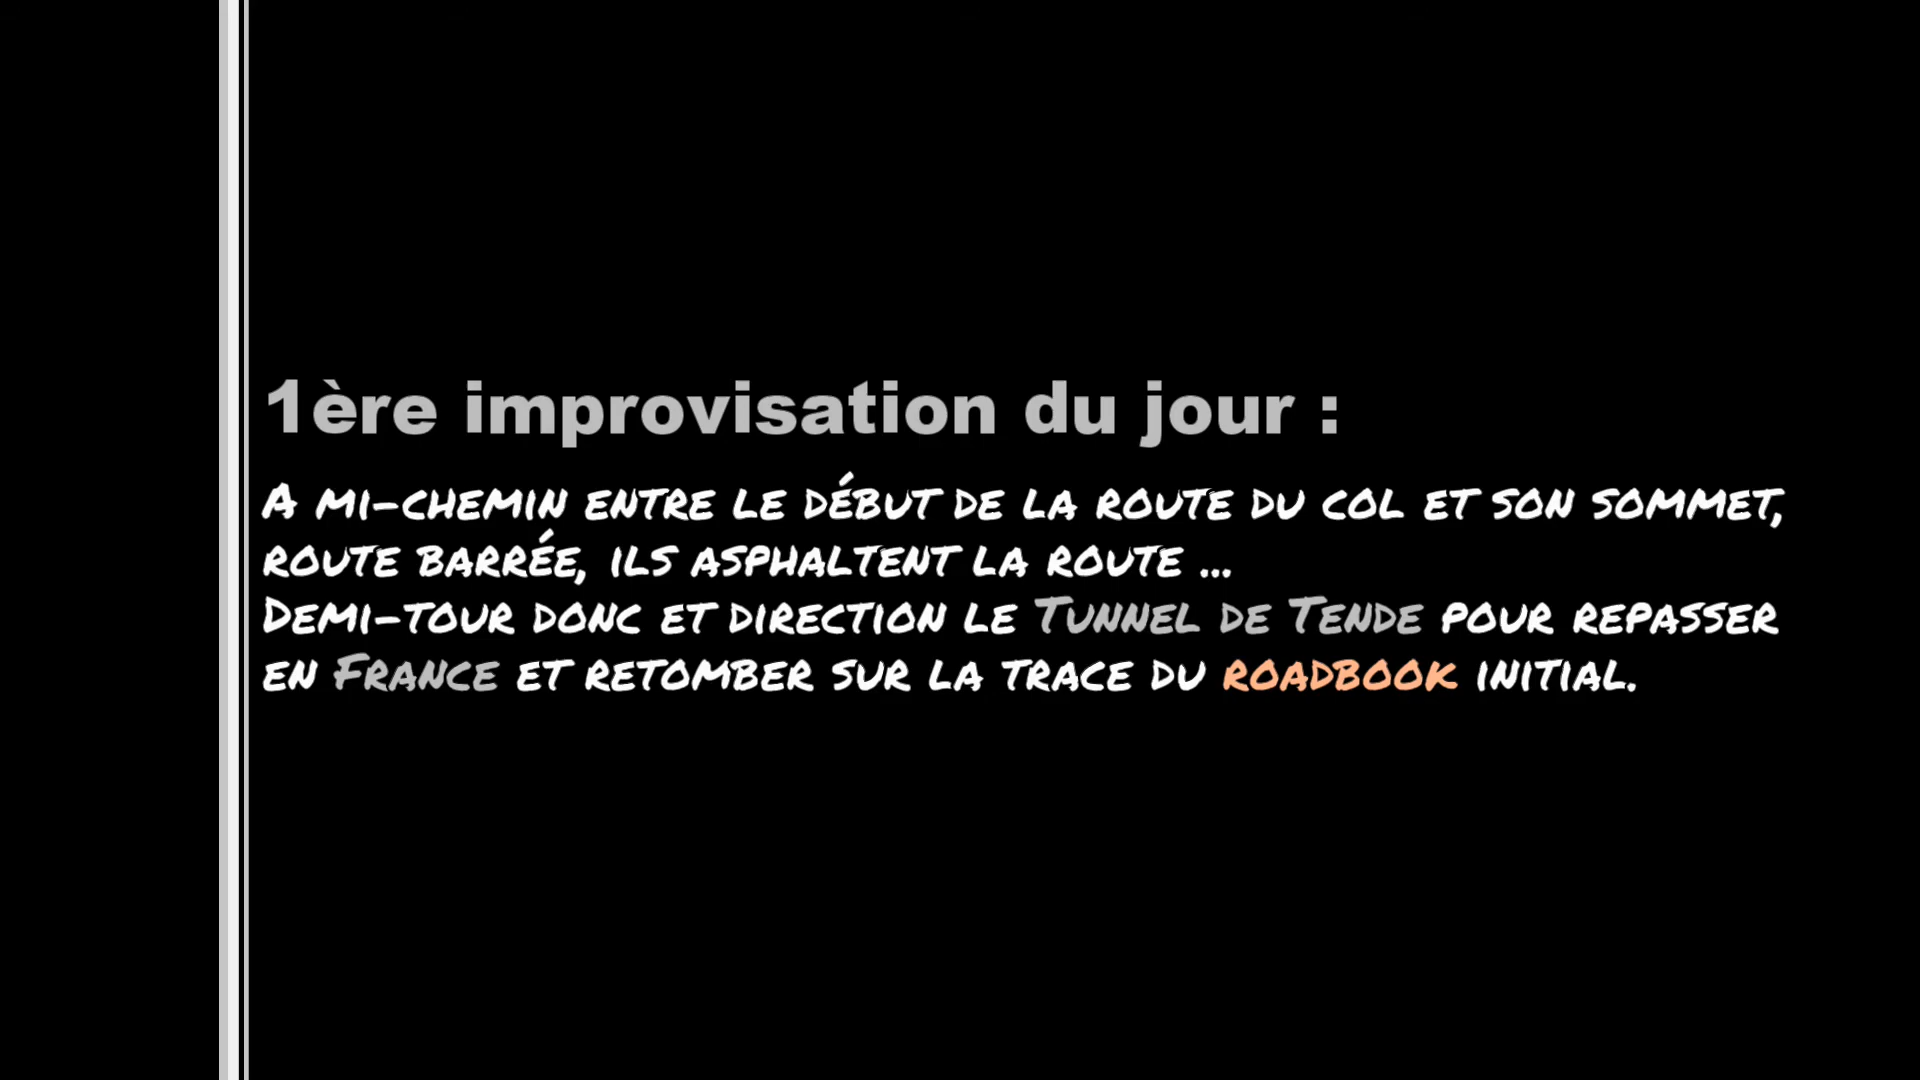 1ère improvisation du jour :
A mi-chemin entre le début de la route du col et son sommet,
route barrée, ils asphaltent la route ...
Demi-tour donc et direction le Tunnel de Tende pour repasser
en France et retomber sur la trace du roadbook initial.